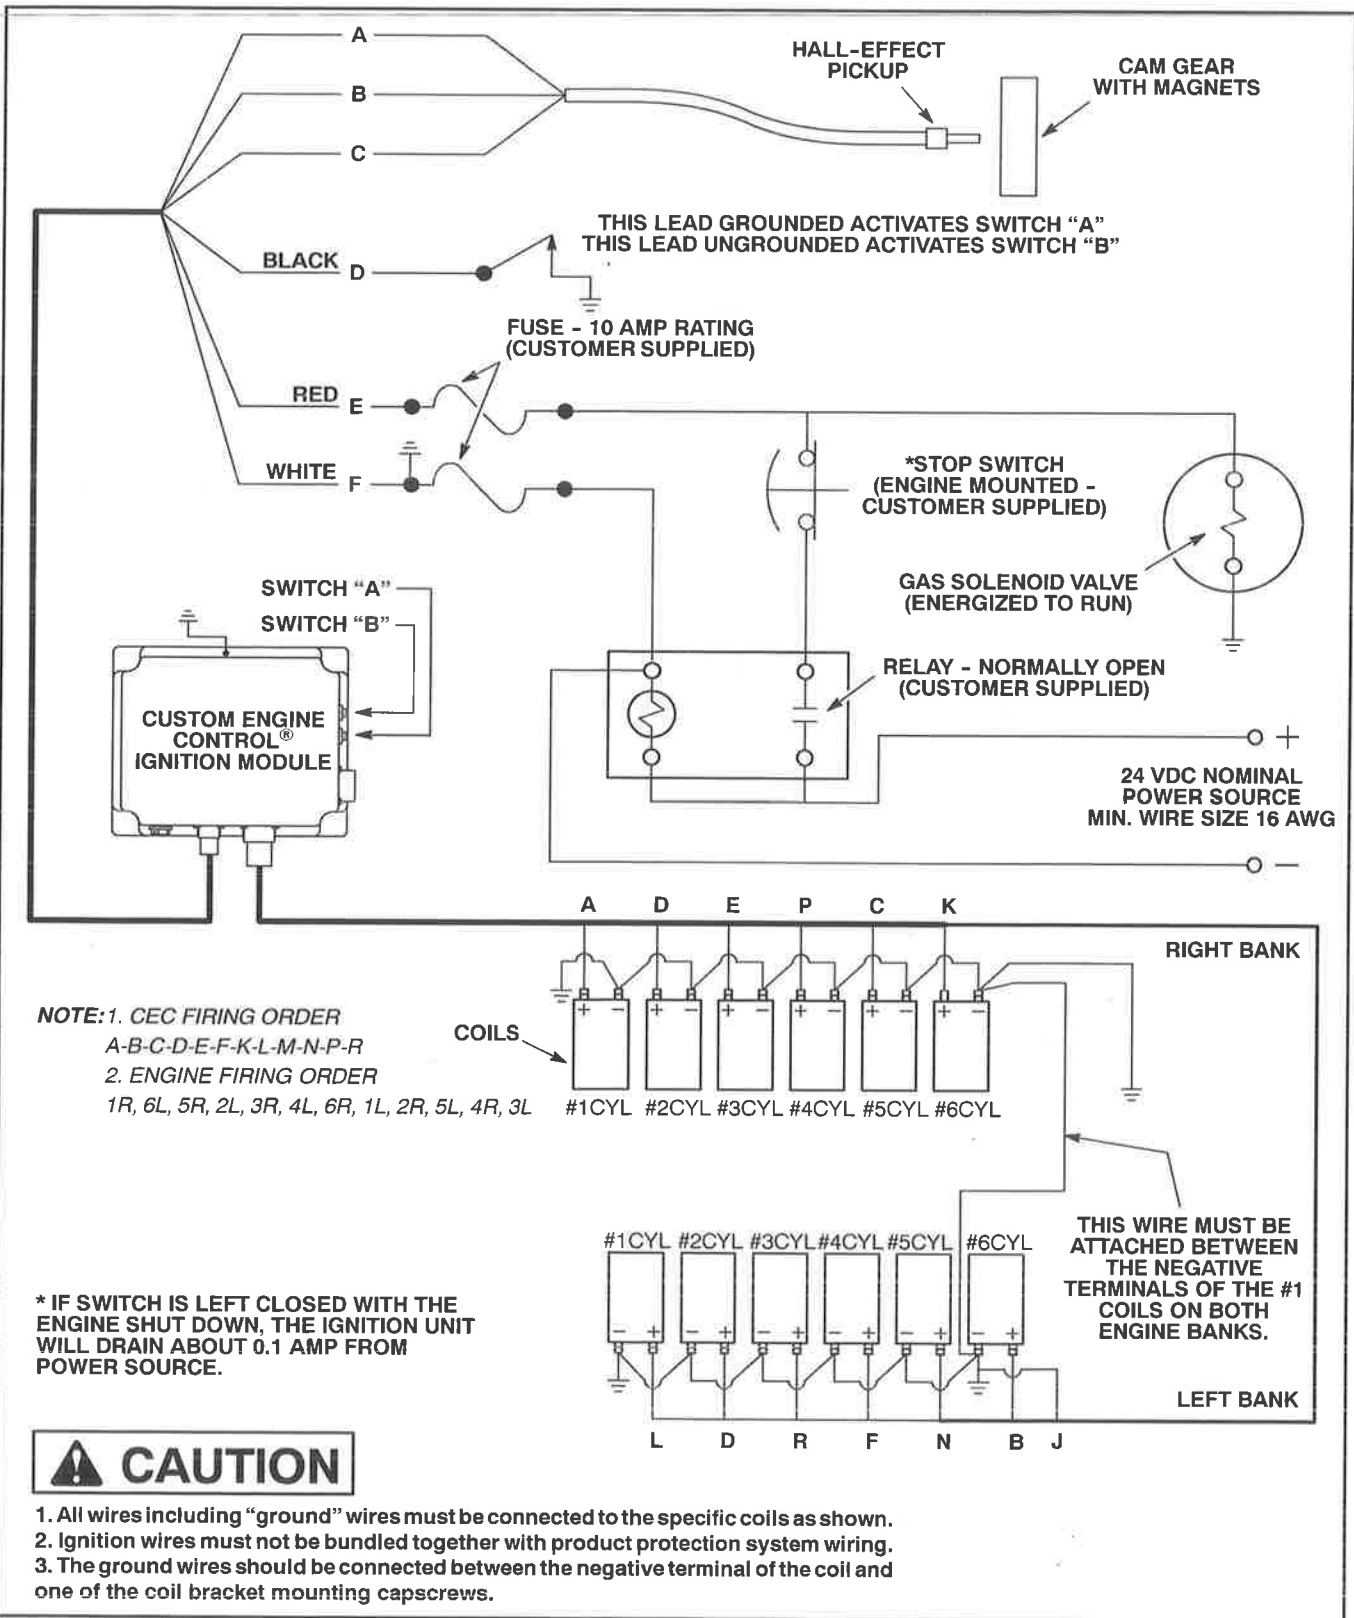 A
B
C
HALL-EFFECT
PICKUP
CAM GEAR
WITH MAGNETS
THIS LEAD GROUNDED ACTIVATES SWITCH “A”
THIS LEAD UNGROUNDED ACTIVATES SWITCH “B”
BLACK D
FUSE - 10 AMP RATING
(CUSTOMER SUPPLIED)
RED E
WHITE F
*STOP SWITCH
(ENGINE MOUNTED -
CUSTOMER SUPPLIED)
GAS SOLENOID VALVE
(ENERGIZED TO RUN)
SWITCH “A”
SWITCH “B”
CUSTOM ENGINE
CONTROL®
IGNITION MODULE
RELAY - NORMALLY OPEN
(CUSTOMER SUPPLIED)
+
24 VDC NOMINAL
POWER SOURCE
MIN. WIRE SIZE 16 AWG
−
A D E P C K
RIGHT BANK
+ − + − + − + − + − + −
COILS
#1CYL #2CYL #3CYL #4CYL #5CYL #6CYL
NOTE: 1. CEC FIRING ORDER
A-B-C-D-E-F-K-L-M-N-P-R
2. ENGINE FIRING ORDER
1R, 6L, 5R, 2L, 3R, 4L, 6R, 1L, 2R, 5L, 4R, 3L
THIS WIRE MUST BE
ATTACHED BETWEEN
THE NEGATIVE
TERMINALS OF THE #1
COILS ON BOTH
ENGINE BANKS.
#1CYL #2CYL #3CYL #4CYL #5CYL #6CYL
− + − + − + − + − + − +
LEFT BANK
L D R F N B J
* IF SWITCH IS LEFT CLOSED WITH THE
ENGINE SHUT DOWN, THE IGNITION UNIT
WILL DRAIN ABOUT 0.1 AMP FROM
POWER SOURCE.
CAUTION
1. All wires including “ground” wires must be connected to the specific coils as shown.
2. Ignition wires must not be bundled together with product protection system wiring.
3. The ground wires should be connected between the negative terminal of the coil and
one of the coil bracket mounting capscrews.